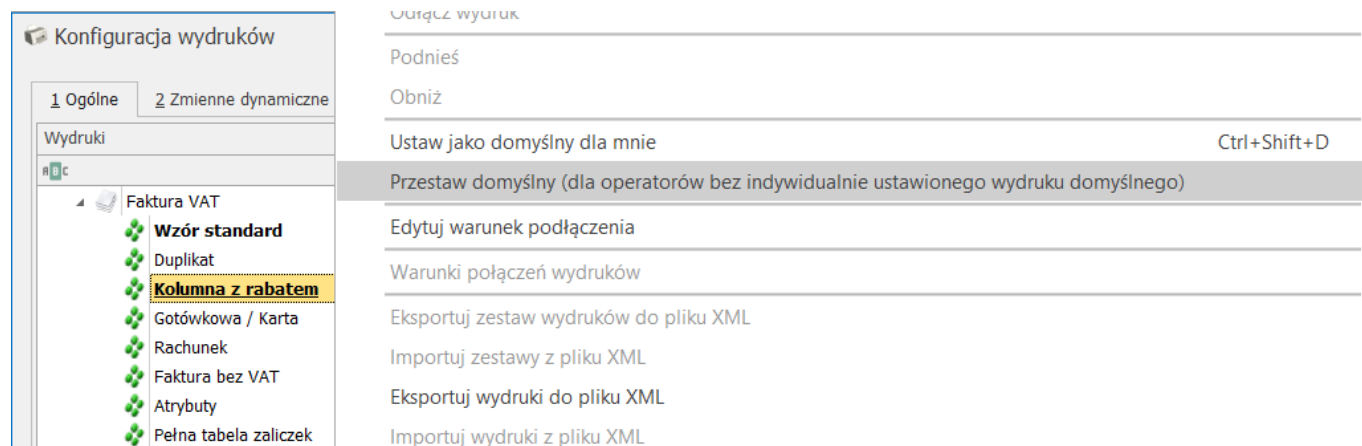 Konfiguracja wydruków
1 Ogólne
2 Zmienne dynamiczne
Wydruki
ABC
Faktura VAT
Wzór standard
Duplikat
Kolumna z rabatem
Gotówkowa / Karta
Rachunek
Faktura bez VAT
Atrybuty
Pełna tabela zaliczek
Odłącz wydruk
Podnieś
Obniż
Ustaw jako domyślny dla mnie Ctrl+Shift+D
Przestaw domyślny (dla operatorów bez indywidualnie ustawionego wydruku domyślnego)
Edytuj warunek podłączenia
Warunki połączeń wydruków
Eksportuj zestaw wydruków do pliku XML
Importuj zestawy z pliku XML
Eksportuj wydruki do pliku XML
Importuj wydruki z pliku XML